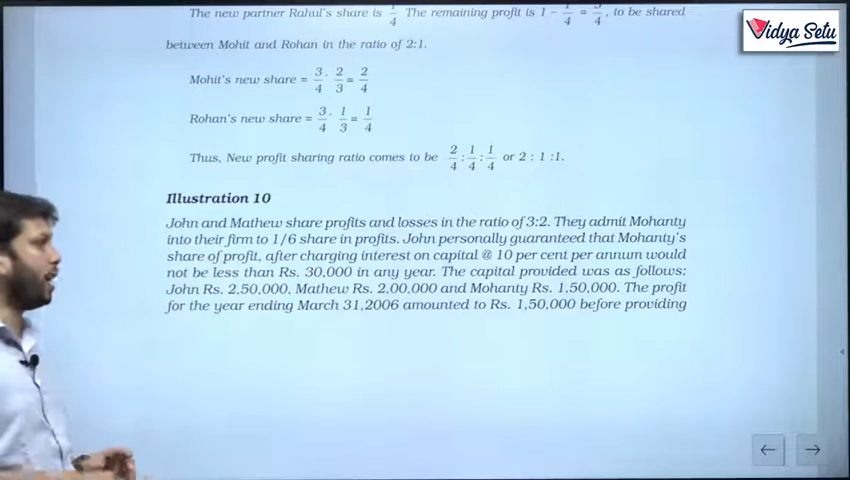 The new partner Rahul's share is 1/4 The remaining profit is 1 − 1/4 = 3/4, to be shared
Vidya Setu
between Mohit and Rohan in the ratio of 2:1.
Mohit's new share = 3/4 . 2/3 = 2/4
Rohan's new share = 3/4 . 1/3 = 1/4
Thus, New profit sharing ratio comes to be 2/4 : 1/4 : 1/4 or 2 : 1 :1.
Illustration 10
John and Mathew share profits and losses in the ratio of 3:2. They admit Mohanty
into their firm to 1/6 share in profits. John personally guaranteed that Mohanty's
share of profit, after charging interest on capital @ 10 per cent per annum would
not be less than Rs. 30,000 in any year. The capital provided was as follows:
John Rs. 2,50,000, Mathew Rs. 2,00,000 and Mohanty Rs. 1,50,000. The profit
for the year ending March 31,2006 amounted to Rs. 1,50,000 before providing